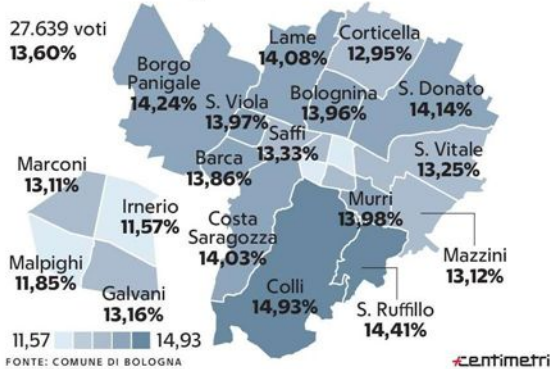 27.639 voti
13,60%
Lame
14,08%
Corticella
12,95%
Borgo
Panigale
14,24%
S. Viola
13,97%
Bolognina
13,96%
S. Donato
14,14%
Saffi
13,33%
Barca
13,86%
S. Vitale
13,25%
Marconi
13,11%
Irnerio
11,57%
Malpighi
11,85%
Galvani
13,16%
Costa
Saragozza
14,03%
Murri
13,98%
Mazzini
13,12%
Colli
14,93%
S. Ruffillo
14,41%
11,57 14,93
FONTE: COMUNE DI BOLOGNA
centimetri